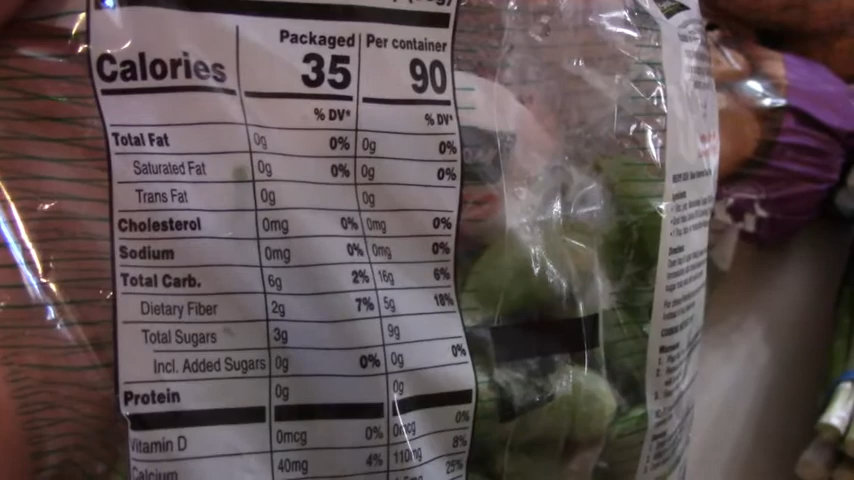 Packaged Per container
Calories 35 90
% DV* % DV*
Total Fat 0g 0% 0g 0%
Saturated Fat 0g 0% 0g 0%
Trans Fat 0g 0g
Cholesterol 0mg 0% 0mg 0%
Sodium 0mg 0% 0mg 0%
Total Carb. 6g 2% 16g 6%
Dietary Fiber 2g 7% 5g 18%
Total Sugars 3g 9g
Incl. Added Sugars 0g 0% 0g 0%
Protein 0g 0g
Vitamin D 0mcg 0% 0mcg 0%
Calcium 40mg 4% 110mg 8%
25%